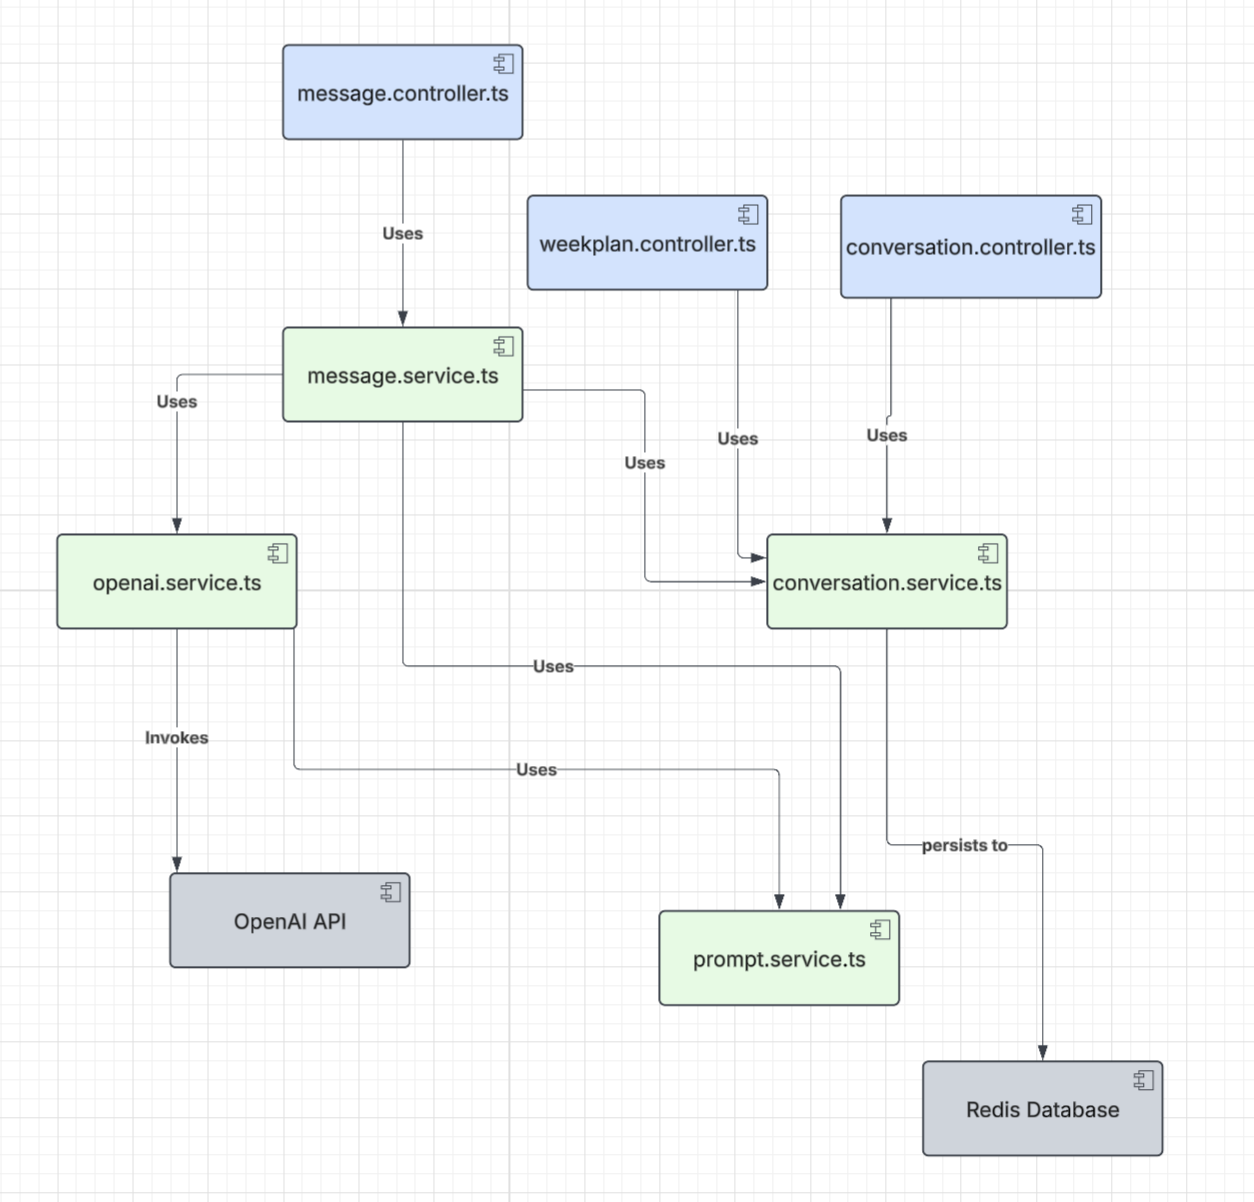 message.controller.ts
weekplan.controller.ts
conversation.controller.ts
Uses
message.service.ts
Uses
Uses
Uses
Uses
openai.service.ts
conversation.service.ts
Uses
Invokes
Uses
persists to
OpenAI API
prompt.service.ts
Redis Database